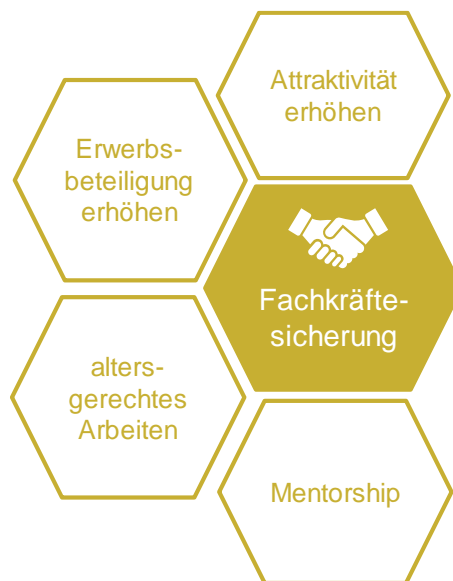 Attraktivität
erhöhen
Erwerbs-
beteiligung
erhöhen
Fachkräfte-
sicherung
alters-
gerechtes
Arbeiten
Mentorship